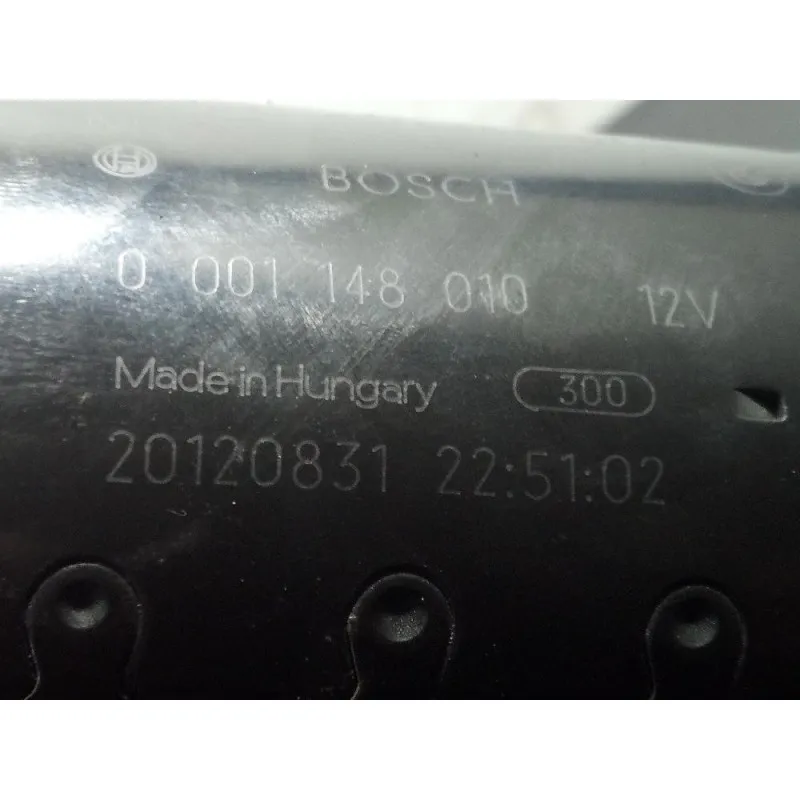 BOSCH
0 001 148 010 12V
Made in Hungary 300
20120831 22:51:02